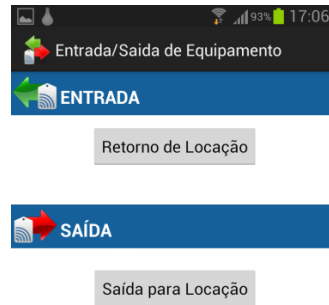 93% 17:06
Entrada/Saida de Equipamento
ENTRADA
Retorno de Locação
SAÍDA
Saída para Locação